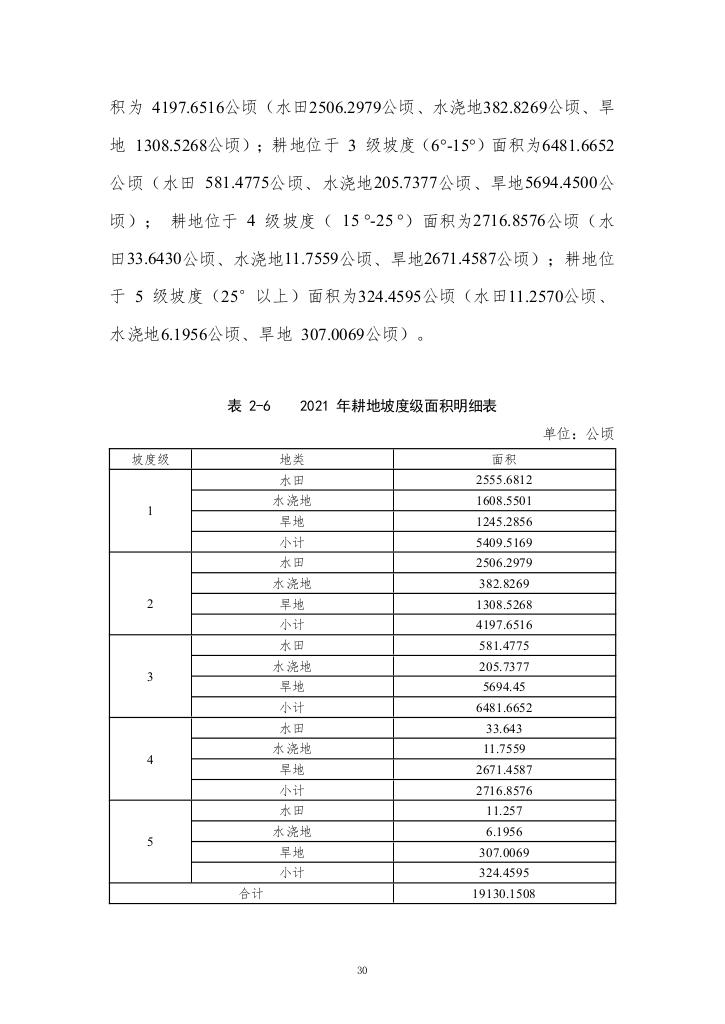 积为 4197.6516公顷（水田2506.2979公顷、水浇地382.8269公顷、旱
地 1308.5268公顷）；耕地位于 3 级坡度（6°-15°）面积为6481.6652
公顷（水田 581.4775公顷、水浇地205.7377公顷、旱地5694.4500公
顷）； 耕地位于 4 级坡度（ 15 °-25 °）面积为2716.8576公顷（水
田33.6430公顷、水浇地11.7559公顷、旱地2671.4587公顷）；耕地位
于 5 级坡度（25° 以上）面积为324.4595公顷（水田11.2570公顷、
水浇地6.1956公顷、旱地 307.0069公顷）。
表 2-6 2021 年耕地坡度级面积明细表
单位：公顷
坡度级 地类 面积
1
水田 2555.6812
水浇地 1608.5501
旱地 1245.2856
小计 5409.5169
2
水田 2506.2979
水浇地 382.8269
旱地 1308.5268
小计 4197.6516
3
水田 581.4775
水浇地 205.7377
旱地 5694.45
小计 6481.6652
4
水田 33.643
水浇地 11.7559
旱地 2671.4587
小计 2716.8576
5
水田 11.257
水浇地 6.1956
旱地 307.0069
小计 324.4595
合计 19130.1508
30